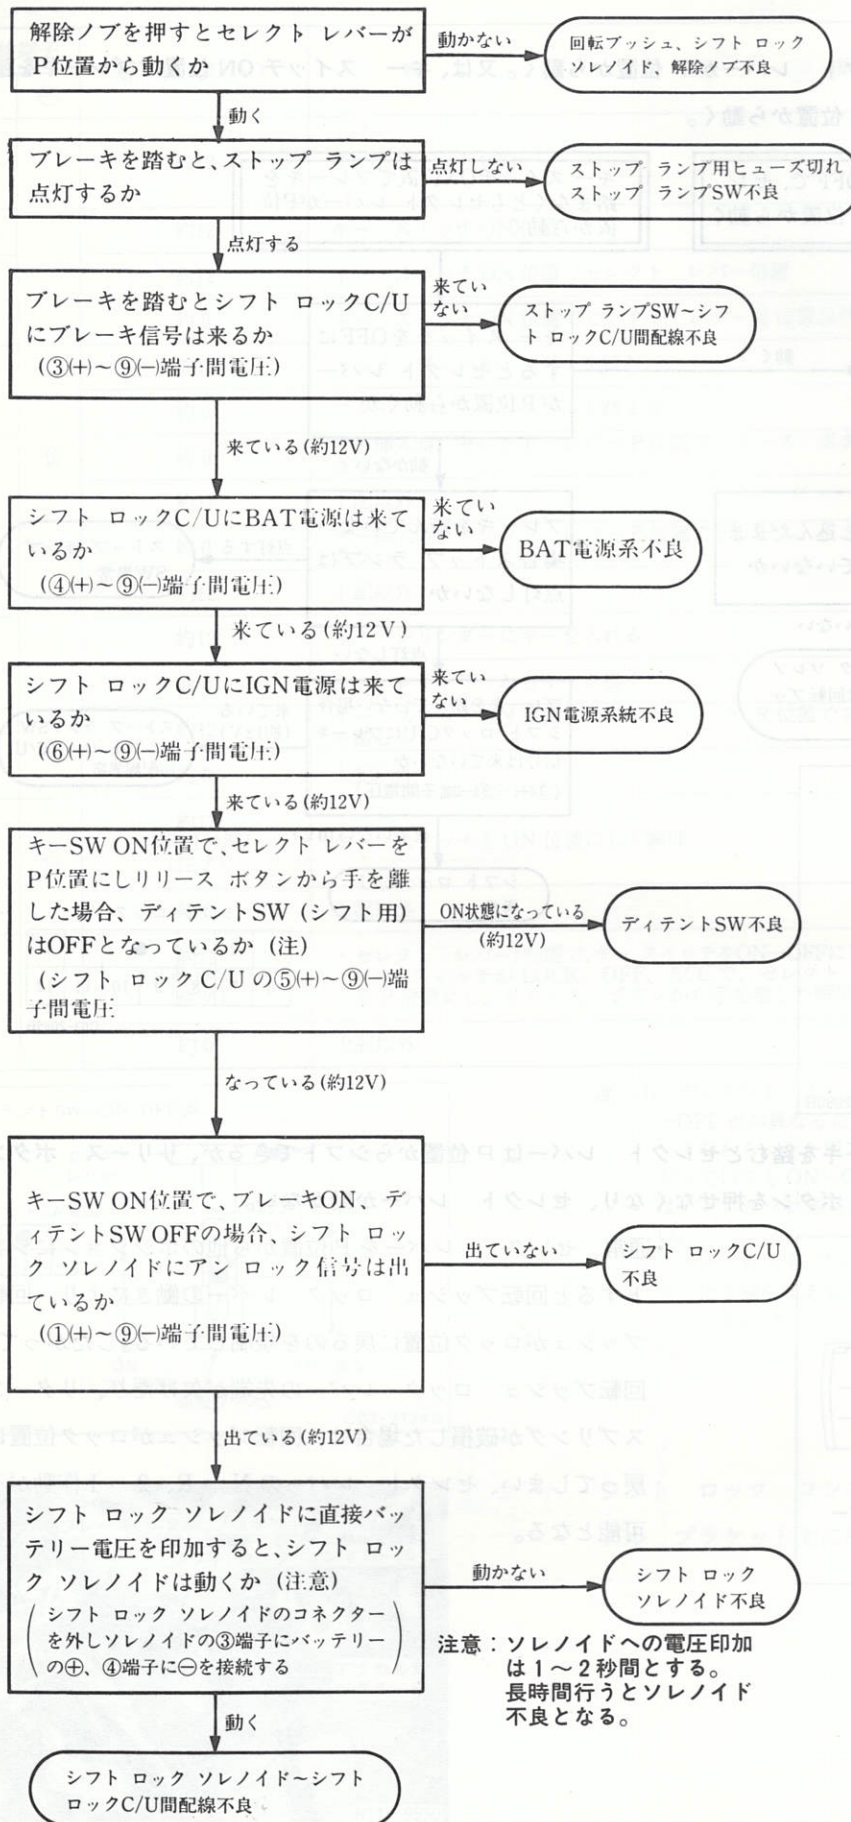 解除ノブを押すとセレクト レバーが
P位置から動くか
動かない
回転ブッシュ、シフト ロック
ソレノイド、解除ノブ不良
動く
ブレーキを踏むと、ストップ ランプは
点灯するか
点灯しない
ストップ ランプ用ヒューズ切れ
ストップ ランプSW不良
点灯する
ブレーキを踏むとシフト ロックC/U
にブレーキ信号は来るか
(③(+)~⑨(−)端子間電圧)
来てい
ない
ストップ ランプSW~シフ
ト ロックC/U間配線不良
来ている(約12V)
シフト ロックC/UにBAT電源は来て
いるか
(④(+)~⑨(−)端子間電圧)
来てい
ない
BAT電源系不良
来ている(約12V)
シフト ロックC/UにIGN電源は来て
いるか
(⑥(+)~⑨(−)端子間電圧)
来てい
ない
IGN電源系統不良
来ている(約12V)
キーSW ON位置で、セレクト レバーを
P位置にしリリース ボタンから手を離
した場合、ディテントSW (シフト用)
はOFFとなっているか (注)
(シフト ロックC/Uの⑤(+)~⑨(−)端
子間電圧
ON状態になっている
(約12V)
ディテントSW不良
なっている(約12V)
キーSW ON位置で、ブレーキON、デ
ィテントSW OFFの場合、シフト ロッ
ク ソレノイドにアン ロック信号は出
ているか
(①(+)~⑨(−)端子間電圧)
出ていない
シフト ロックC/U
不良
出ている(約12V)
シフト ロック ソレノイドに直接バッ
テリー電圧を印加すると、シフト ロッ
ク ソレノイドは動くか (注意)
(シフト ロック ソレノイドのコネクター
を外しソレノイドの③端子にバッテリー
の⊕、④端子に⊖を接続する)
動かない
シフト ロック
ソレノイド不良
注意：ソレノイドへの電圧印加
は1～2秒間とする。
長時間行うとソレノイド
不良となる。
動く
シフト ロック ソレノイド~シフト
ロックC/U間配線不良